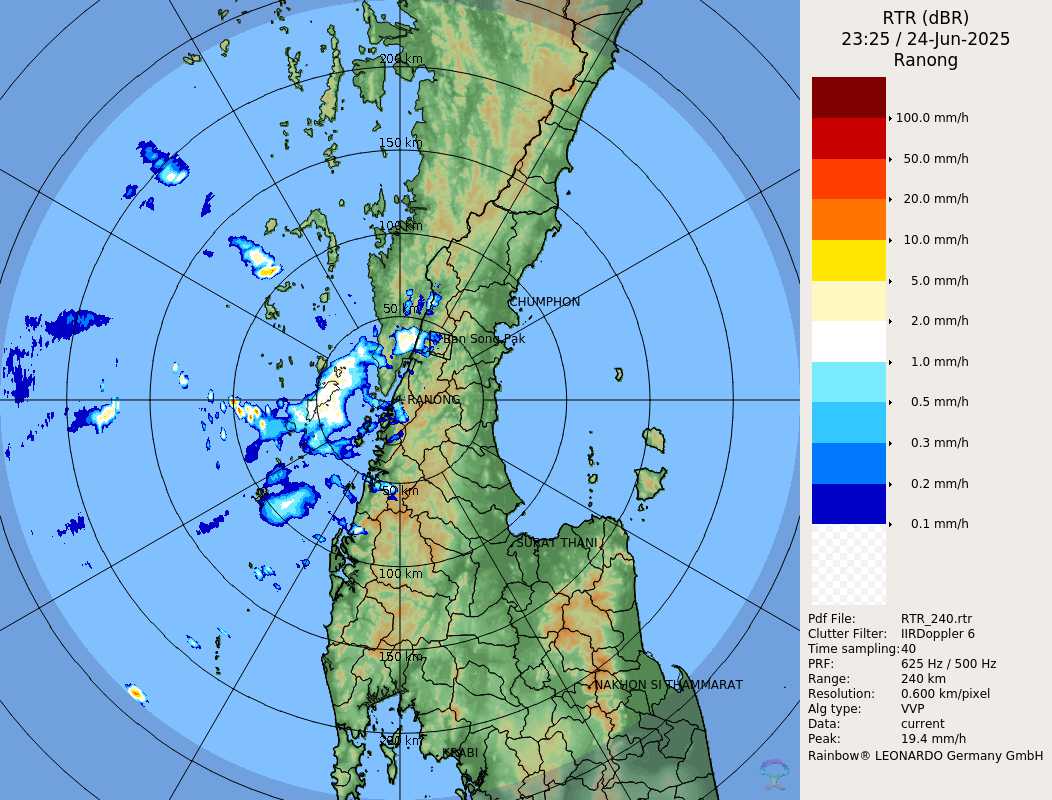 RTR (dBR)
23:25 / 24-Jun-2025
Ranong
100.0 mm/h
50.0 mm/h
20.0 mm/h
10.0 mm/h
5.0 mm/h
2.0 mm/h
1.0 mm/h
0.5 mm/h
0.3 mm/h
0.2 mm/h
0.1 mm/h
Pdf File: RTR_240.rtr
Clutter Filter: IIRDoppler 6
Time sampling:40
PRF: 625 Hz / 500 Hz
Range: 240 km
Resolution: 0.600 km/pixel
Alg type: VVP
Data: current
Peak: 19.4 mm/h
Rainbow® LEONARDO Germany GmbH
200 km
150 km
100 km
50 km
CHUMPHON
Ban Song Pak
RANONG
50 km
SURAT THANI
100 km
150 km
NAKHON SI THAMMARAT
200 km
KRABI